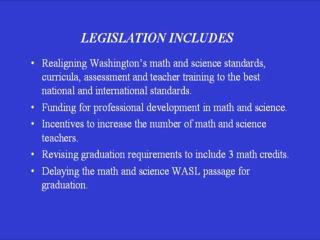 LEGISLATION INCLUDES
• Realigning Washington's math and science standards,
curricula, assessment and teacher training to the best
national and international standards.
• Funding for professional development in math and science.
• Incentives to increase the number of math and science
teachers.
• Revising graduation requirements to include 3 math credits.
• Delaying the math and science WASL passage for
graduation.